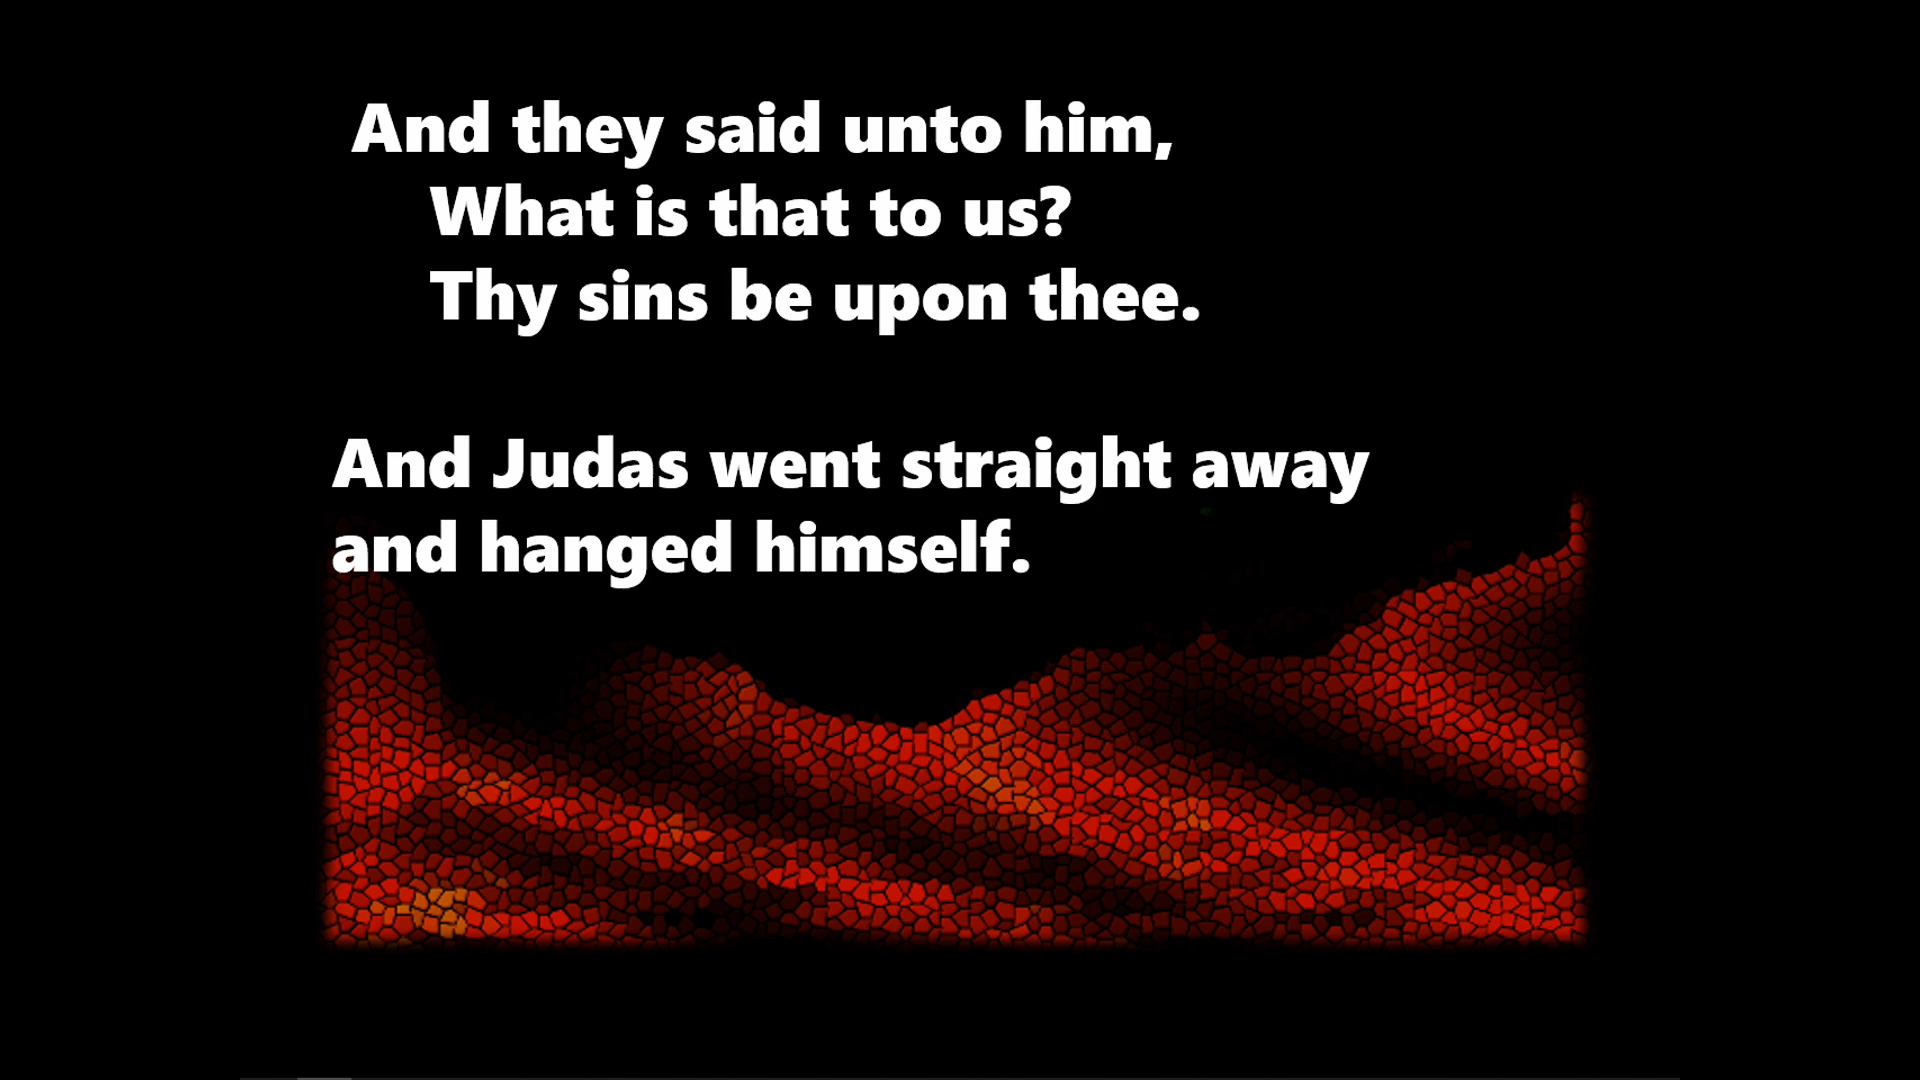 And they said unto him,
What is that to us?
Thy sins be upon thee.
And Judas went straight away
and hanged himself.